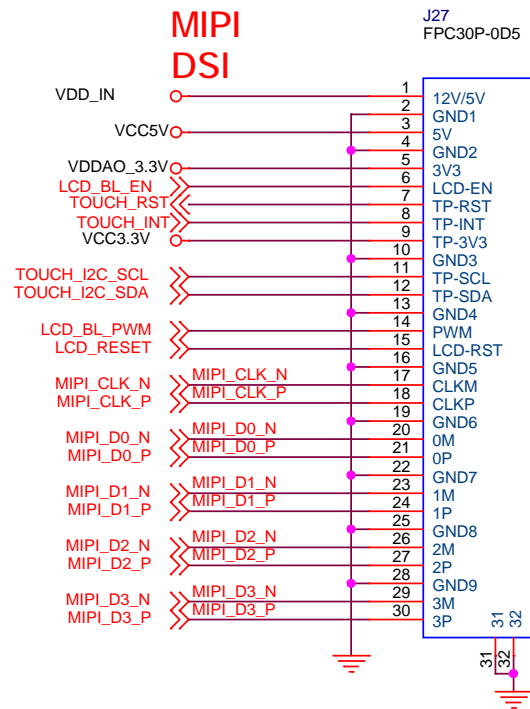 MIPI
DSI
J27
FPC30P-0D5
VDD_IN 1 12V/5V
2 GND1
VCC5V 3 5V
4 GND2
VDDAO_3.3V 5 3V3
LCD_BL_EN 6 LCD-EN
TOUCH_RST 7 TP-RST
TOUCH_INT 8 TP-INT
VCC3.3V 9 TP-3V3
10 GND3
TOUCH_I2C_SCL 11 TP-SCL
TOUCH_I2C_SDA 12 TP-SDA
13 GND4
LCD_BL_PWM 14 PWM
LCD_RESET 15 LCD-RST
16 GND5
MIPI_CLK_N MIPI_CLK_N 17 CLKM
MIPI_CLK_P MIPI_CLK_P 18 CLKP
19 GND6
MIPI_D0_N MIPI_D0_N 20 0M
MIPI_D0_P MIPI_D0_P 21 0P
22 GND7
MIPI_D1_N MIPI_D1_N 23 1M
MIPI_D1_P MIPI_D1_P 24 1P
25 GND8
MIPI_D2_N MIPI_D2_N 26 2M
MIPI_D2_P MIPI_D2_P 27 2P
28 GND9
MIPI_D3_N MIPI_D3_N 29 3M
MIPI_D3_P MIPI_D3_P 30 3P
31 32
31 32